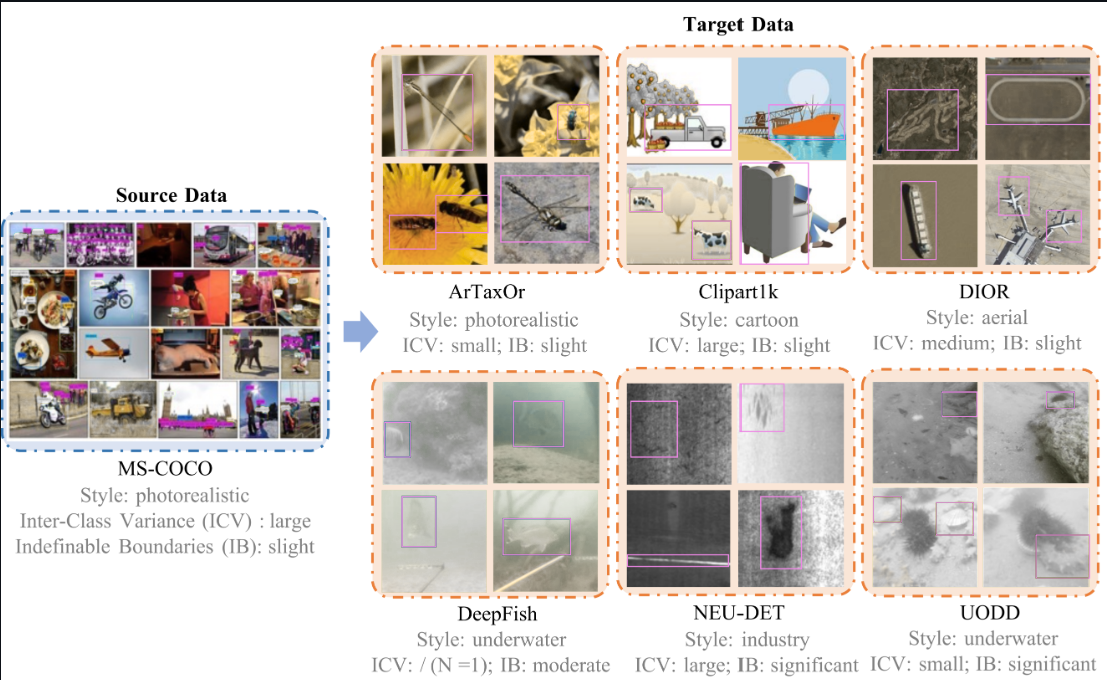 Target Data
Source Data
MS-COCO
Style: photorealistic
Inter-Class Variance (ICV) : large
Indefinable Boundaries (IB): slight
ArTaxOr
Style: photorealistic
ICV: small; IB: slight
Clipart1k
Style: cartoon
ICV: large; IB: slight
DIOR
Style: aerial
ICV: medium; IB: slight
DeepFish
Style: underwater
ICV: / (N =1); IB: moderate
NEU-DET
Style: industry
ICV: large; IB: significant
UODD
Style: underwater
ICV: small; IB: significant